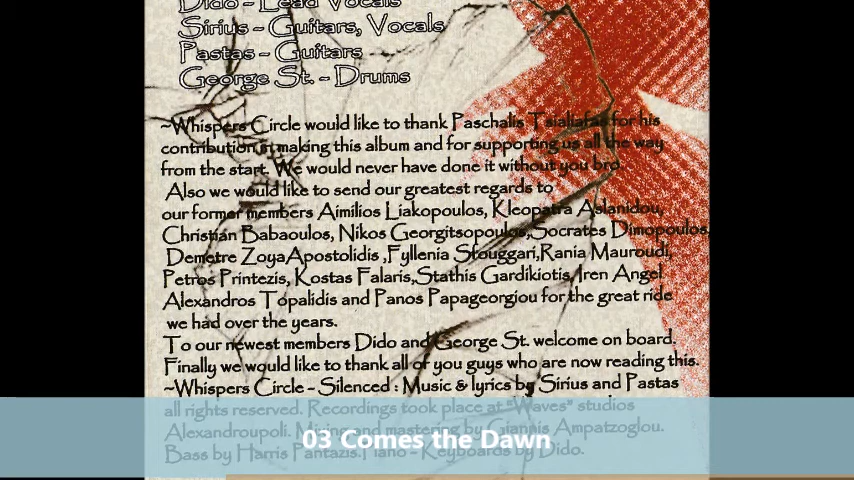 Dido - Lead Vocals
Sirius - Guitars, Vocals
Pastas - Guitars
George St. - Drums
~Whispers Circle would like to thank Paschalis Tsialiafas for his
contribution in making this album and for supporting us all the way
from the start. We would never have done it without you bro.
Also we would like to send our greatest regards to
our former members Aimilios Liakopoulos, Kleopatra Aslanidou,
Christian Babaoulos, Nikos Georgitsopoulos,Socrates Dimopoulos,
Demetre ZoyaApostolidis ,Fyllenia Sfouggari,Rania Mauroudi,
Petros Printezis, Kostas Falaris,Stathis Gardikiotis, Iren Angel
Alexandros Topalidis and Panos Papageorgiou for the great ride
we had over the years.
To our newest members Dido and George St. welcome on board.
Finally we would like to thank all of you guys who are now reading this.
~Whispers Circle - Silenced : Music & lyrics by Sirius and Pastas
all rights reserved. Recordings took place at "Waves" studios
Alexandroupoli. Mixing and mastering by Giannis Ampatzoglou.
03 Comes the Dawn
Bass by Harris Pantazis.Piano - Keyboards by Dido.